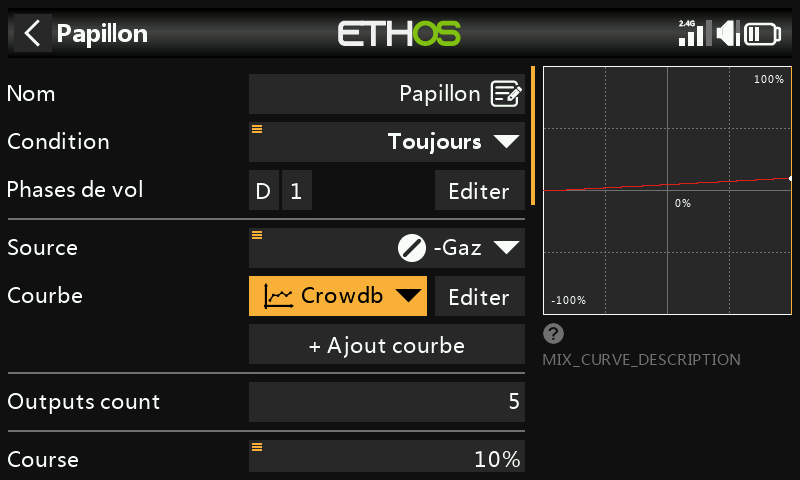 Papillon
ETHOS
2.4G
Nom
Papillon
Condition
Toujours
Phases de vol
D 1
Editer
Source
-Gaz
Courbe
Crowdb
Editer
+ Ajout courbe
Outputs count
5
Course
10%
100%
0%
-100%
?
MIX_CURVE_DESCRIPTION